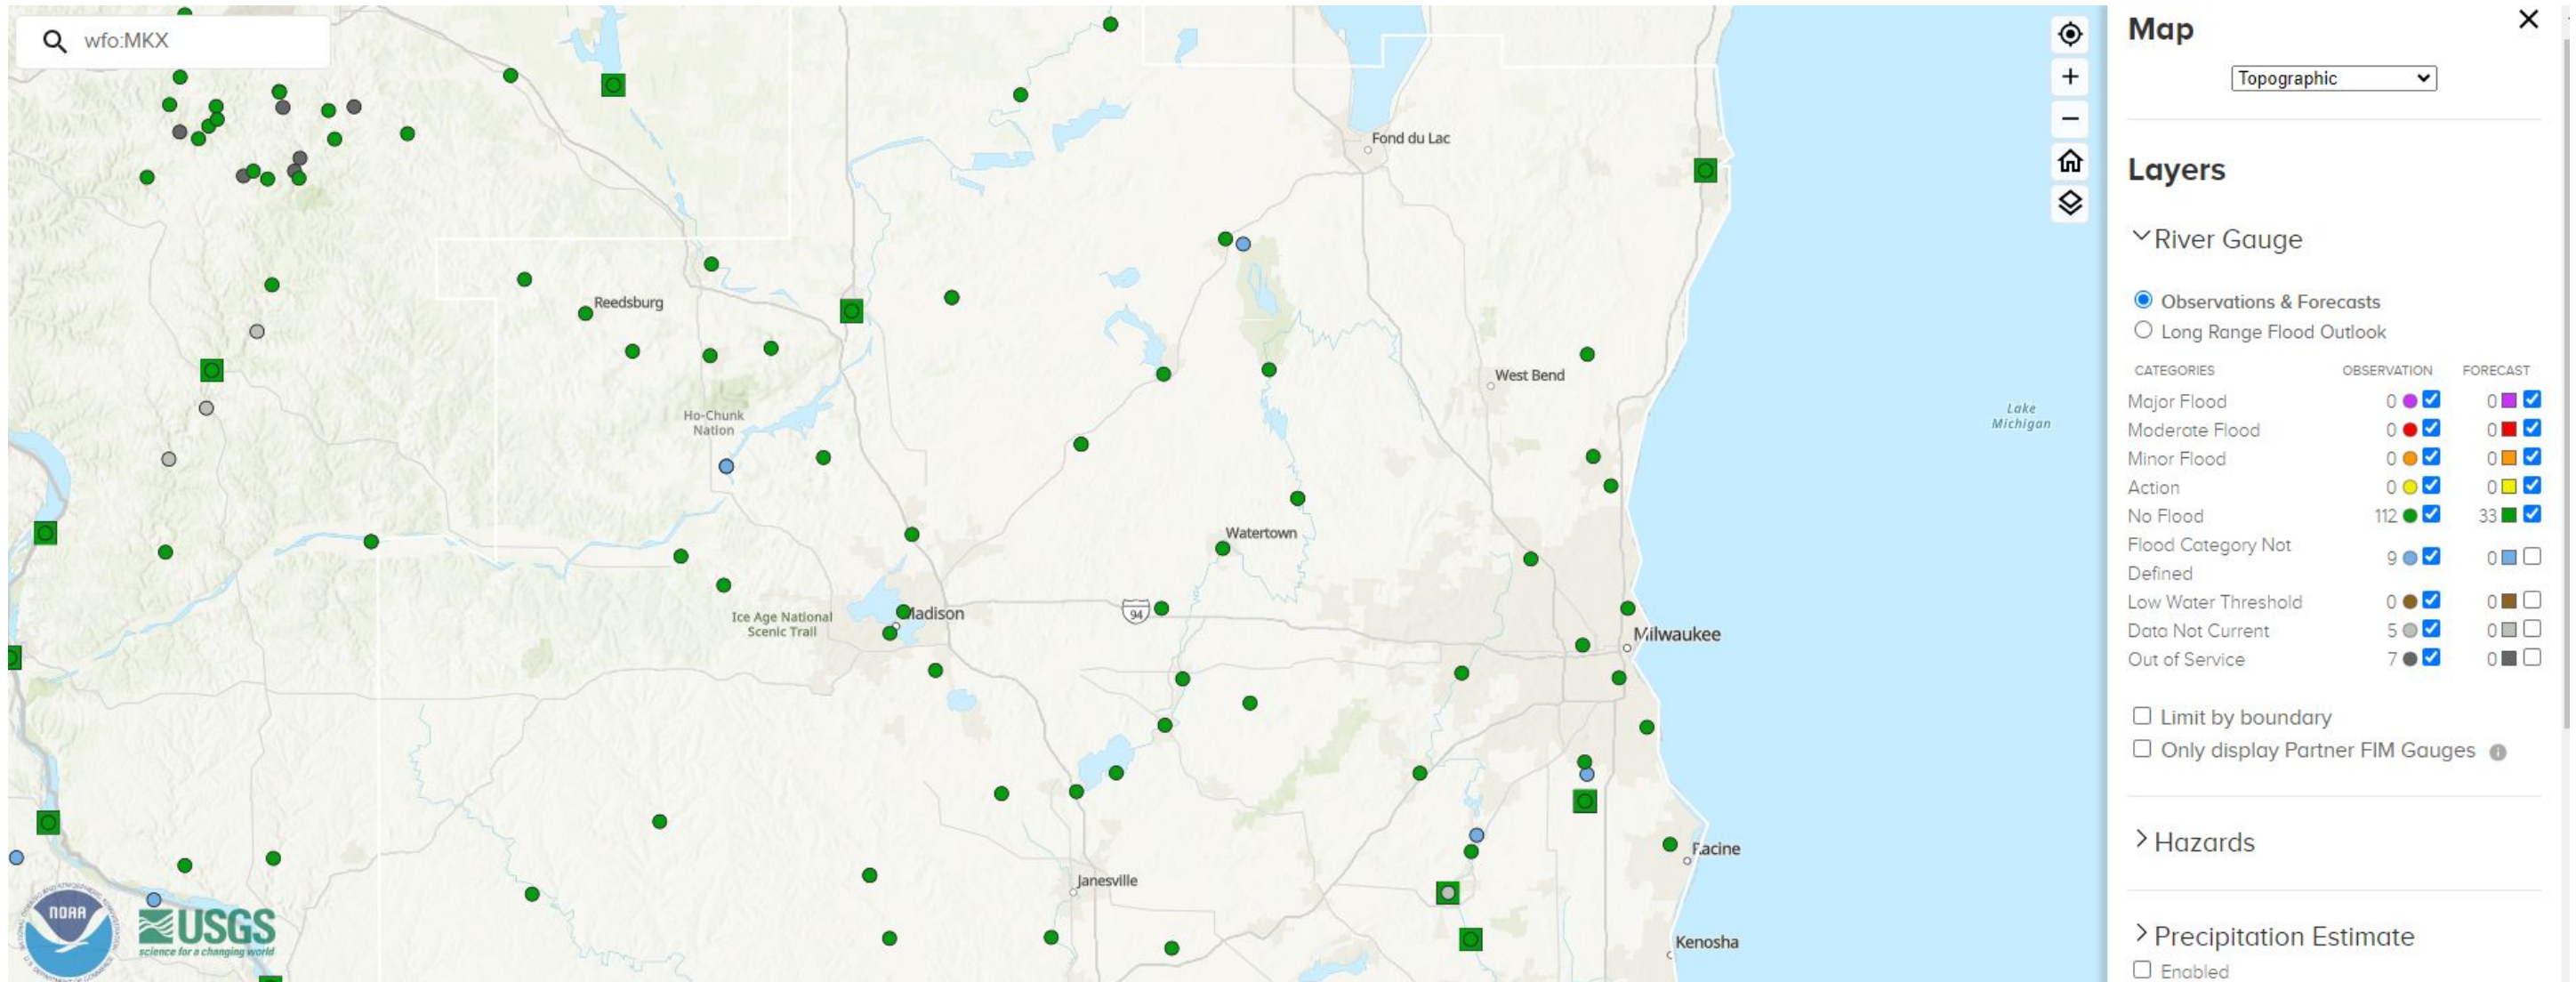 wfo:MKX
Fond du Lac
Reedsburg
West Bend
Ho-Chunk
Nation
Lake
Michigan
Watertown
Ice Age National
Scenic Trail
Madison
94
Milwaukee
Racine
Janesville
Kenosha
NOAA
USGS
science for a changing world
Map
Topographic
Layers
River Gauge
Observations & Forecasts
Long Range Flood Outlook
CATEGORIES OBSERVATION FORECAST
Major Flood 0 0
Moderate Flood 0 0
Minor Flood 0 0
Action 0 0
No Flood 112 33
Flood Category Not
Defined 9 0
Low Water Threshold 0 0
Data Not Current 5 0
Out of Service 7 0
Limit by boundary
Only display Partner FIM Gauges i
Hazards
Precipitation Estimate
Enabled